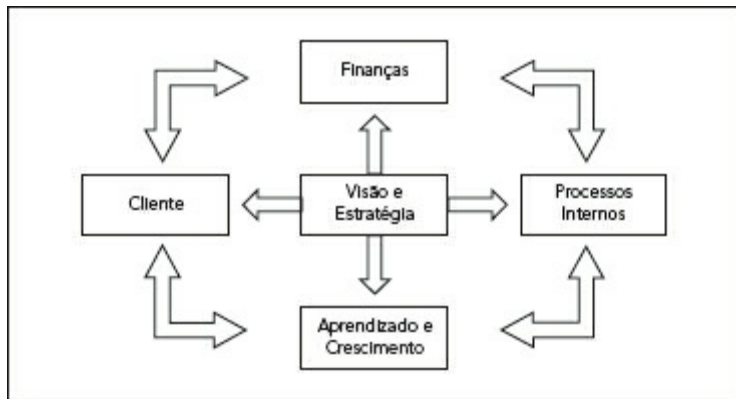 Finanças
Cliente
Visão e
Estratégia
Processos
Internos
Aprendizado e
Crescimento